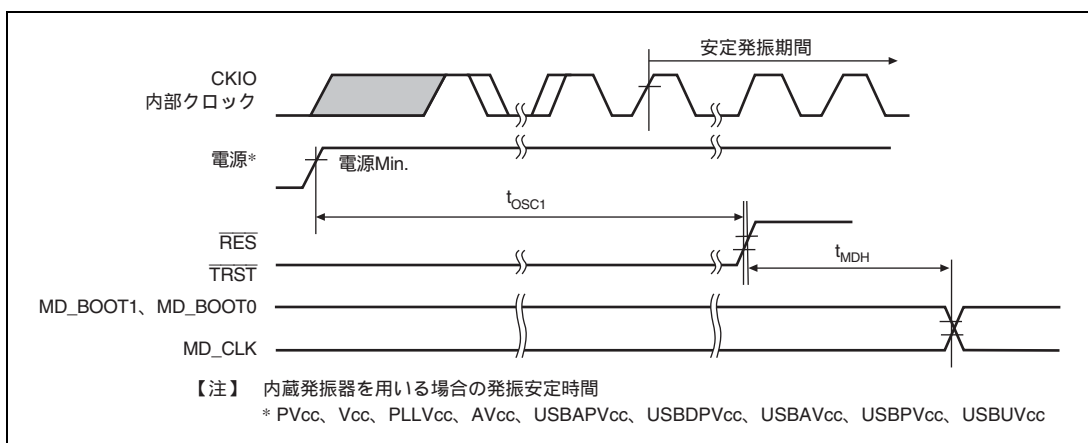 安定発振期間
CKIO
内部クロック
電源*
電源Min.
tOSC1
RES
TRST
tMDH
MD_BOOT1、MD_BOOT0
MD_CLK
【注】 内蔵発振器を用いる場合の発振安定時間
* PVcc、Vcc、PLLVcc、AVcc、USBAPVcc、USBDPVcc、USBAVcc、USBPVcc、USBUVcc